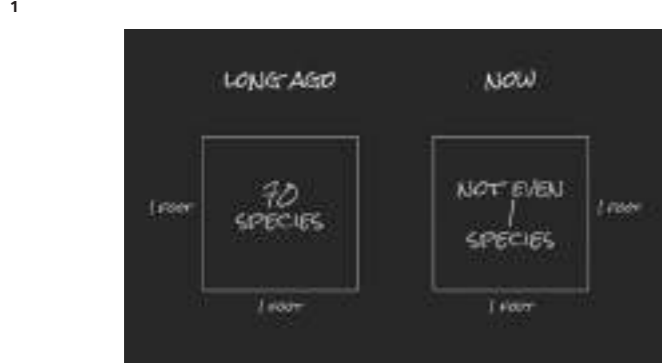 1
LONG AGO
NOW
1 FOOT
70
SPECIES
NOT EVEN
1
SPECIES
1 FOOT
1 FOOT
1 FOOT